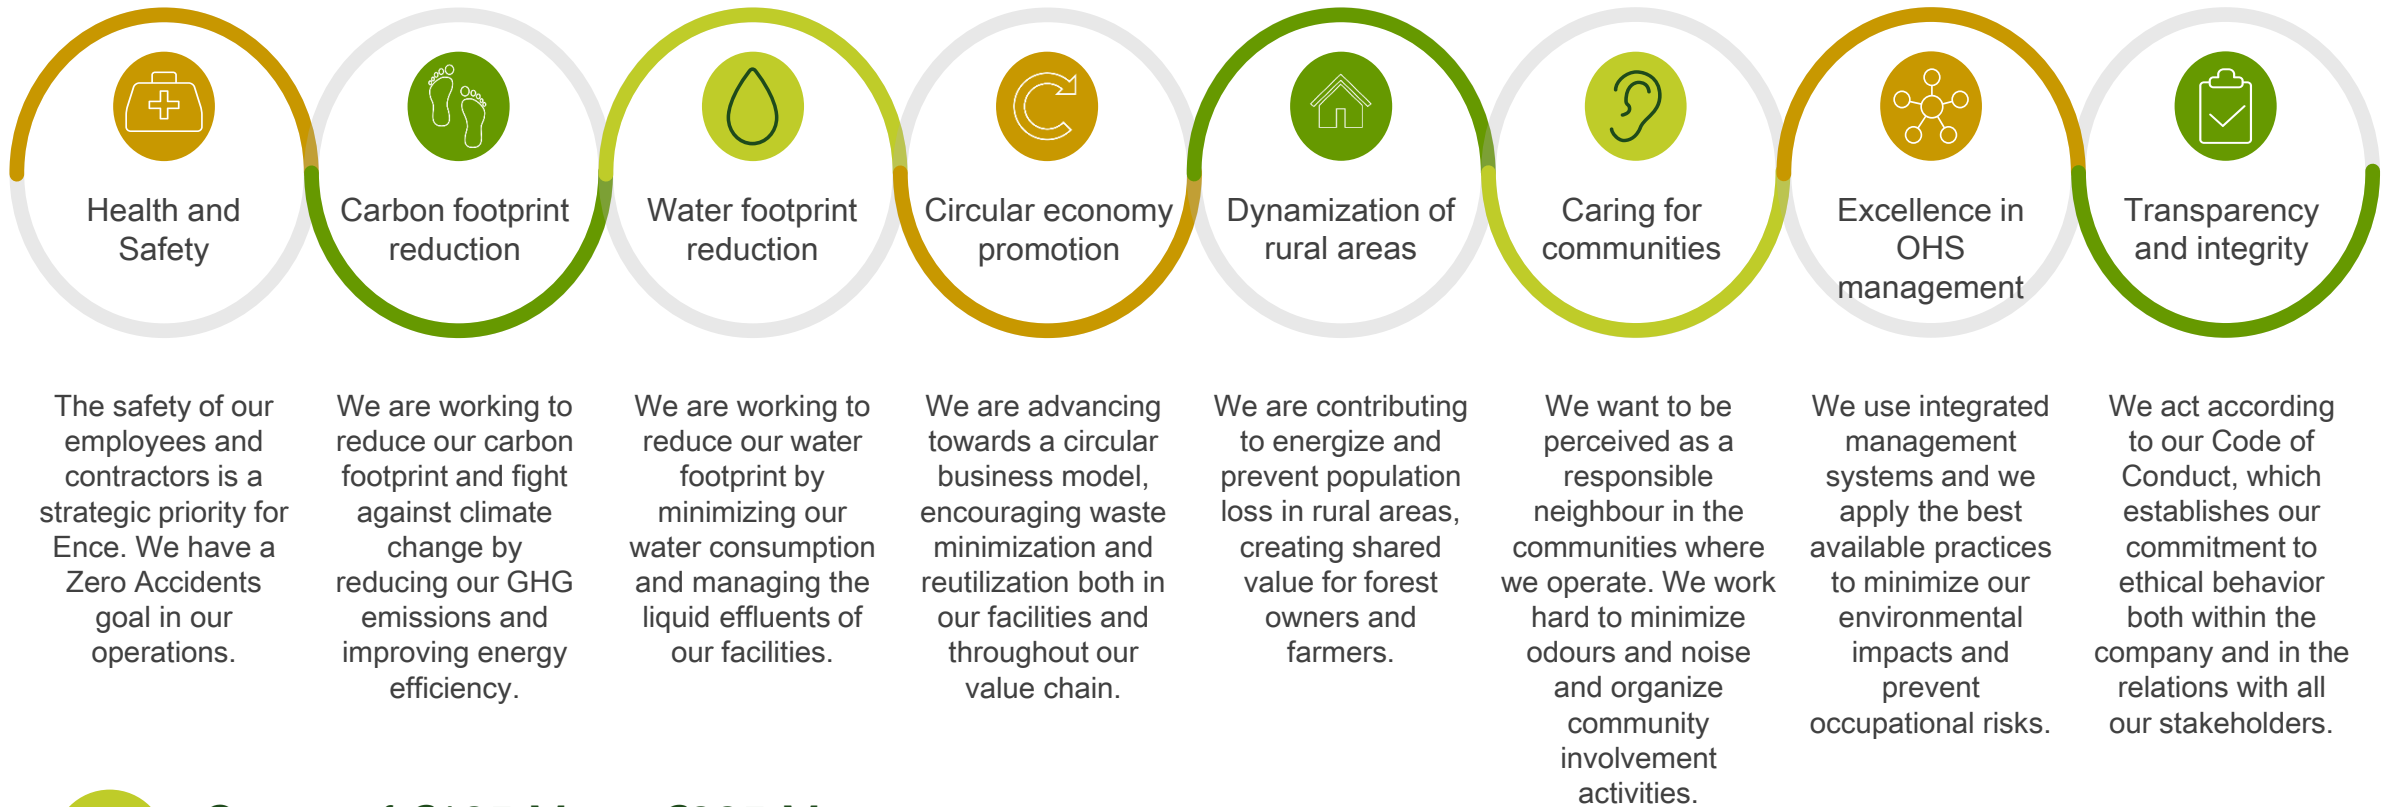 Health and
Safety
Carbon footprint
reduction
Water footprint
reduction
Circular economy
promotion
Dynamization of
rural areas
Caring for
communities
Excellence in
OHS
management
Transparency
and integrity
The safety of our
employees and
contractors is a
strategic priority for
Ence. We have a
Zero Accidents
goal in our
operations.
We are working to
reduce our carbon
footprint and fight
against climate
change by
reducing our GHG
emissions and
improving energy
efficiency.
We are working to
reduce our water
footprint by
minimizing our
water consumption
and managing the
liquid effluents of
our facilities.
We are advancing
towards a circular
business model,
encouraging waste
minimization and
reutilization both in
our facilities and
throughout our
value chain.
We are contributing
to energize and
prevent population
loss in rural areas,
creating shared
value for forest
owners and
farmers.
We want to be
perceived as a
responsible
neighbour in the
communities where
we operate. We work
hard to minimize
odours and noise
and organize
community
involvement
activities.
We use integrated
management
systems and we
apply the best
available practices
to minimize our
environmental
impacts and
prevent
occupational risks.
We act according
to our Code of
Conduct, which
establishes our
commitment to
ethical behavior
both within the
company and in the
relations with all
our stakeholders.